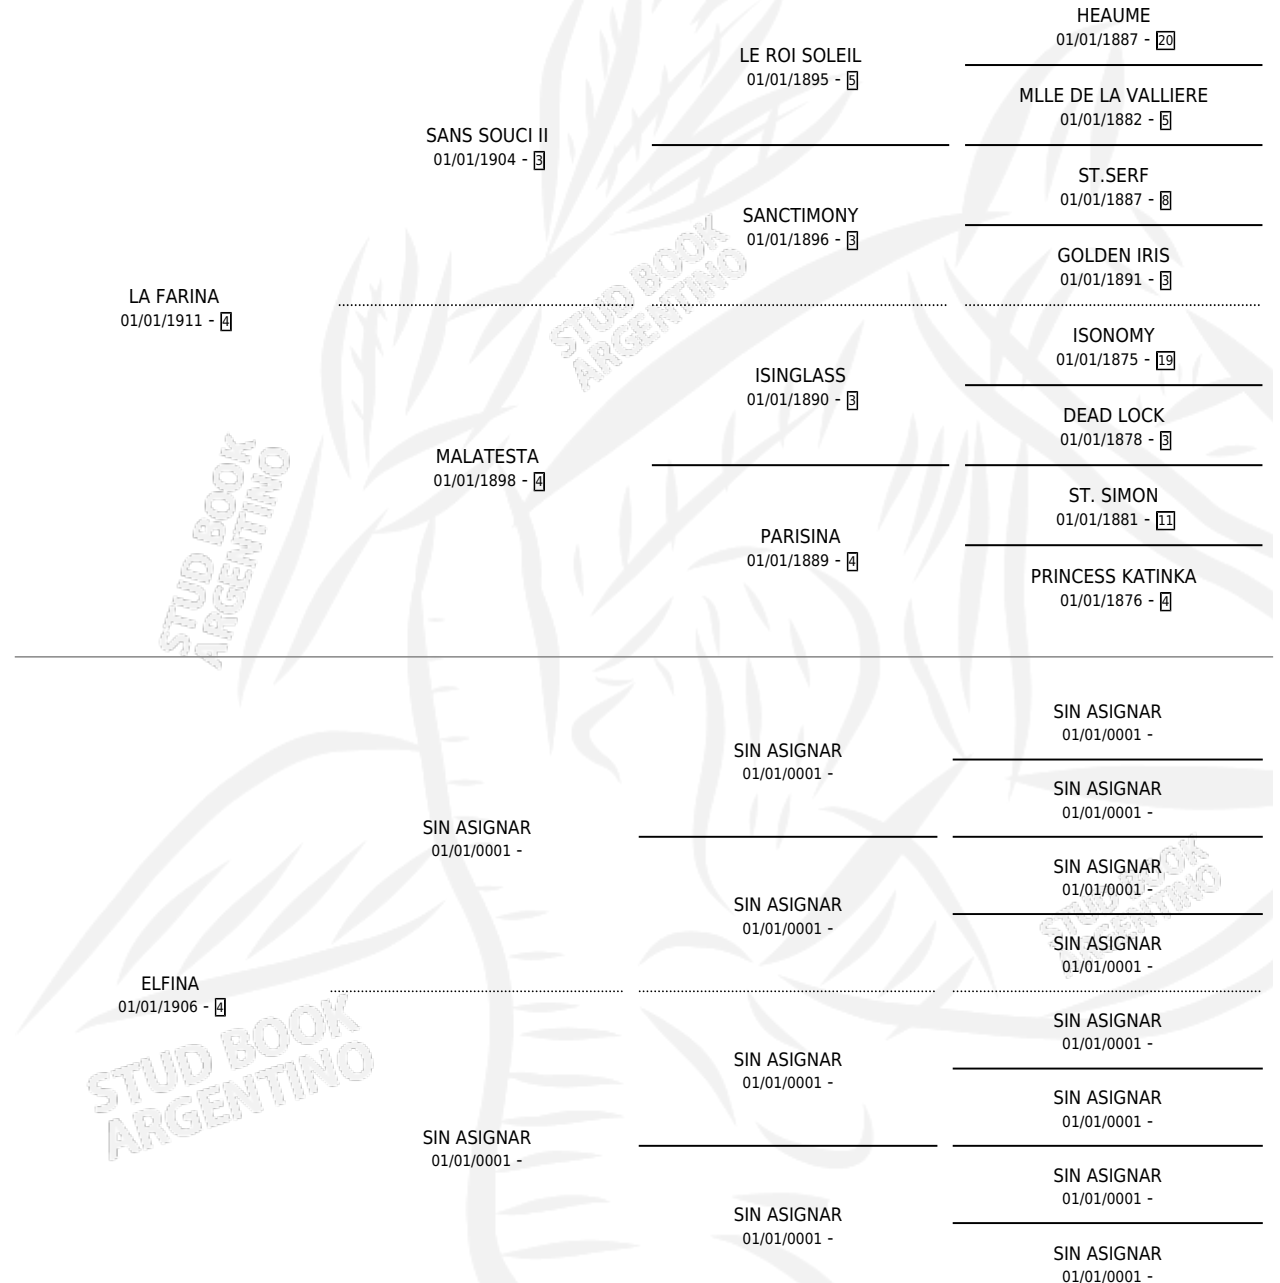 HEAUME
01/01/1887 - 20
LE ROI SOLEIL
01/01/1895 - 5
MLLE DE LA VALLIERE
01/01/1882 - 5
SANS SOUCI II
01/01/1904 - 3
ST.SERF
01/01/1887 - 8
SANCTIMONY
01/01/1896 - 3
GOLDEN IRIS
01/01/1891 - 3
LA FARINA
01/01/1911 - 4
ISONOMY
01/01/1875 - 19
ISINGLASS
01/01/1890 - 3
DEAD LOCK
01/01/1878 - 3
MALATESTA
01/01/1898 - 4
ST. SIMON
01/01/1881 - 11
PARISINA
01/01/1889 - 4
PRINCESS KATINKA
01/01/1876 - 4
STUD BOOK
ARGENTINO
STUD BOOK
ARGENTINO
SIN ASIGNAR
01/01/0001 -
SIN ASIGNAR
01/01/0001 -
SIN ASIGNAR
01/01/0001 -
SIN ASIGNAR
01/01/0001 -
SIN ASIGNAR
01/01/0001 -
SIN ASIGNAR
01/01/0001 -
SIN ASIGNAR
01/01/0001 -
ELFINA
01/01/1906 - 4
SIN ASIGNAR
01/01/0001 -
SIN ASIGNAR
01/01/0001 -
SIN ASIGNAR
01/01/0001 -
SIN ASIGNAR
01/01/0001 -
SIN ASIGNAR
01/01/0001 -
SIN ASIGNAR
01/01/0001 -
SIN ASIGNAR
01/01/0001 -
STUD BOOK
ARGENTINO
STUD BOOK
ARGENTINO